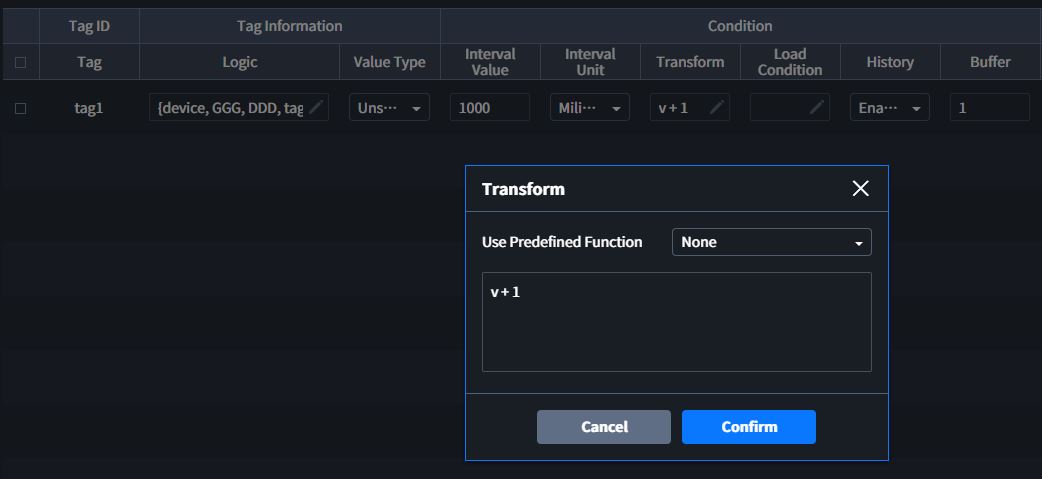 Tag ID Tag Information Condition
Tag Logic Value Type Interval Value Interval Unit Transform Load Condition History Buffer
tag1 {device, GGG, DDD, tag Uns··· 1000 Mili··· v + 1 Ena··· 1
Transform
Use Predefined Function None
v + 1
Cancel Confirm